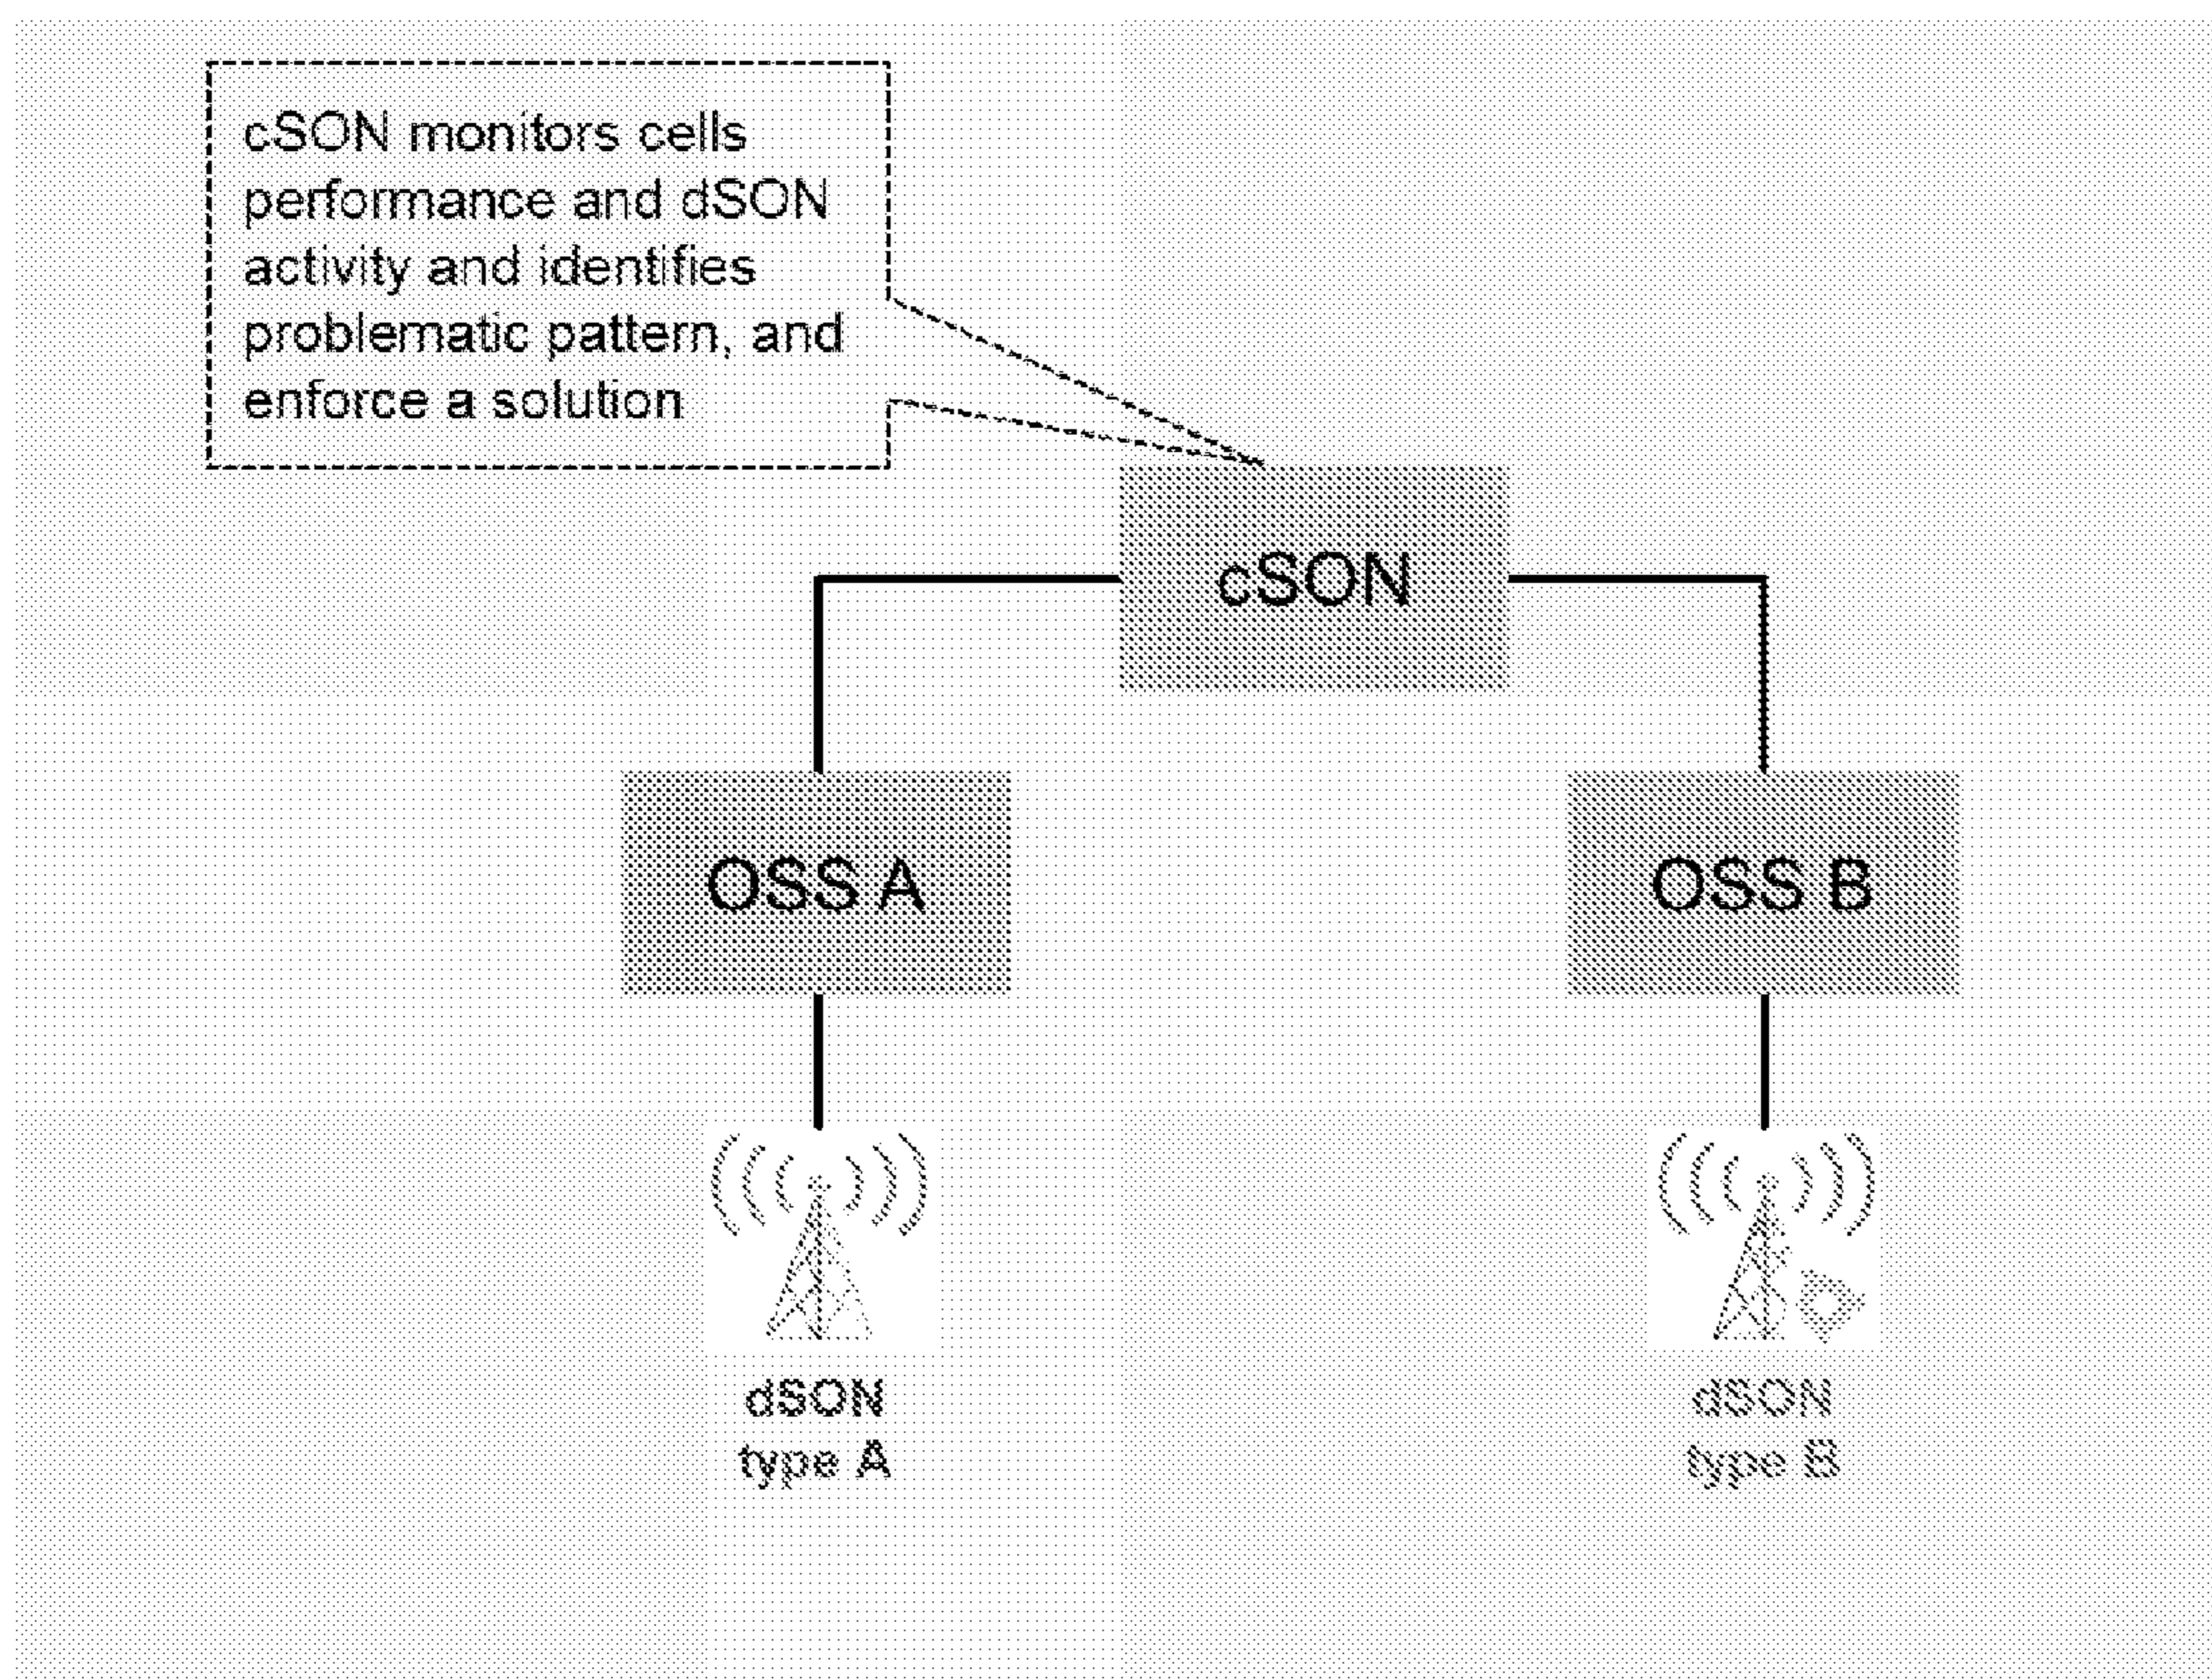 cSON monitors cells
performance and dSON
activity and identifies
problematic pattern, and
enforce a solution
cSON
OSS A
OSS B
dSON
type A
dSON
type B